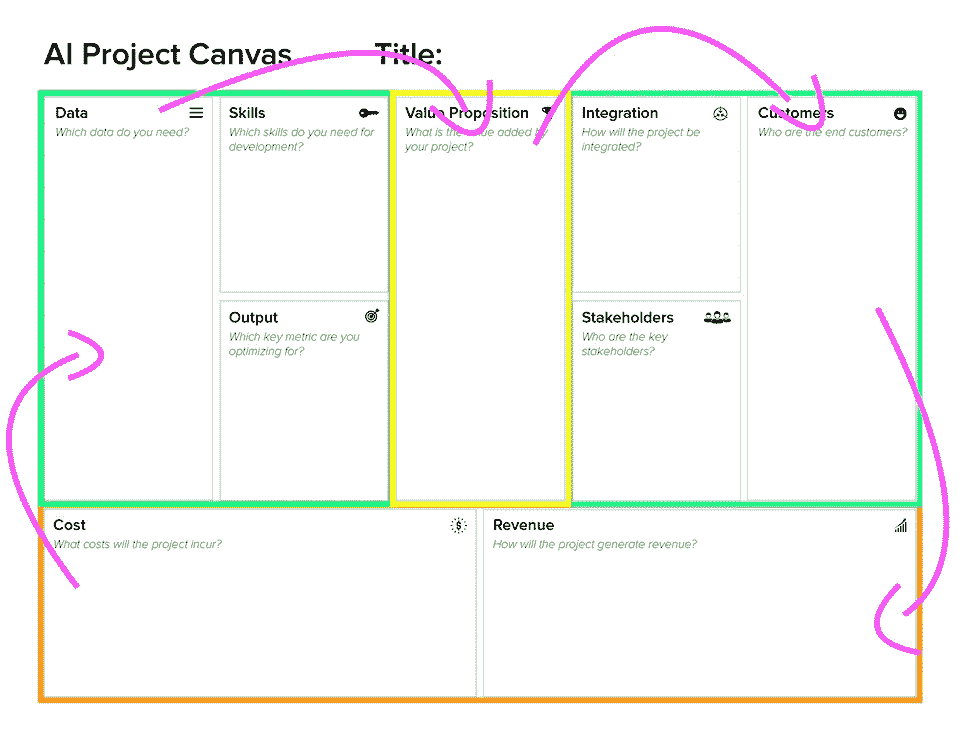 AI Project Canvas Title:
Data
Which data do you need?
Skills
Which skills do you need for
development?
Output
Which key metric are you
optimizing for?
Value Proposition
What is the value added by
your project?
Integration
How will the project be
integrated?
Stakeholders
Who are the key
stakeholders?
Customers
Who are the end customers?
Cost
What costs will the project incur?
Revenue
How will the project generate revenue?